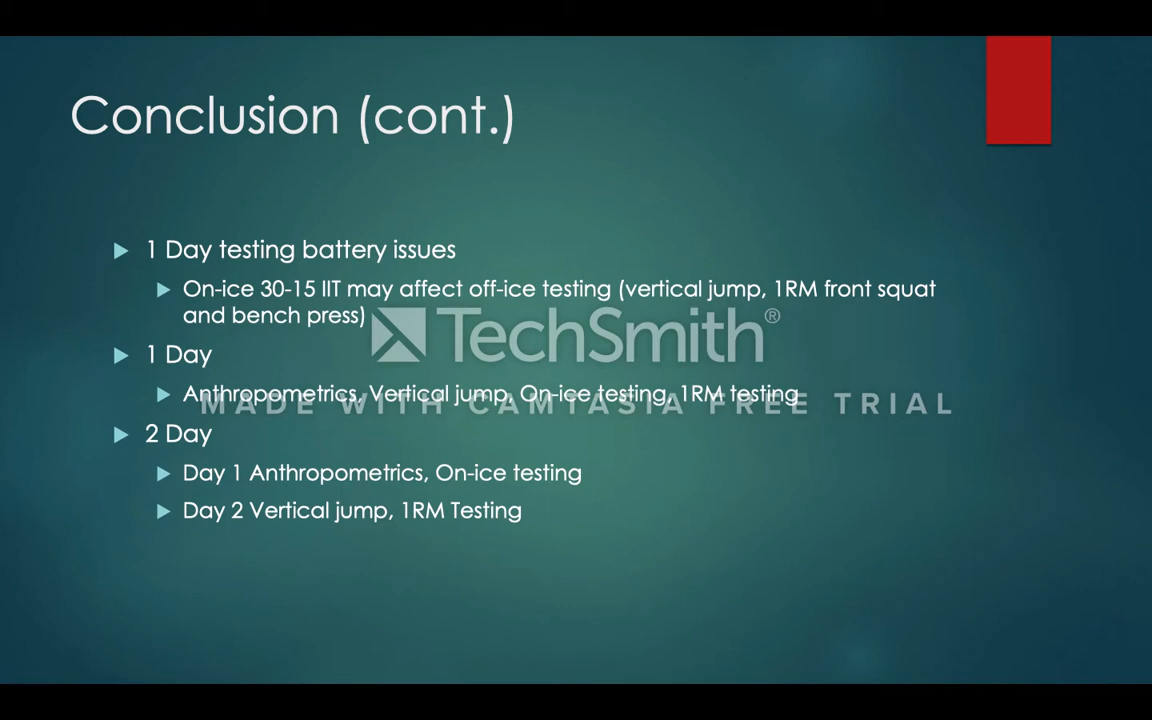 Conclusion (cont.)
1 Day testing battery issues
On-ice 30-15 IIT may affect off-ice testing (vertical jump, 1RM front squat
and bench press)
TechSmith®
1 Day
Anthropometrics, Vertical jump, On-ice testing, 1RM testing
MADE WITH CAMTASIA FREE TRIAL
2 Day
Day 1 Anthropometrics, On-ice testing
Day 2 Vertical jump, 1RM Testing